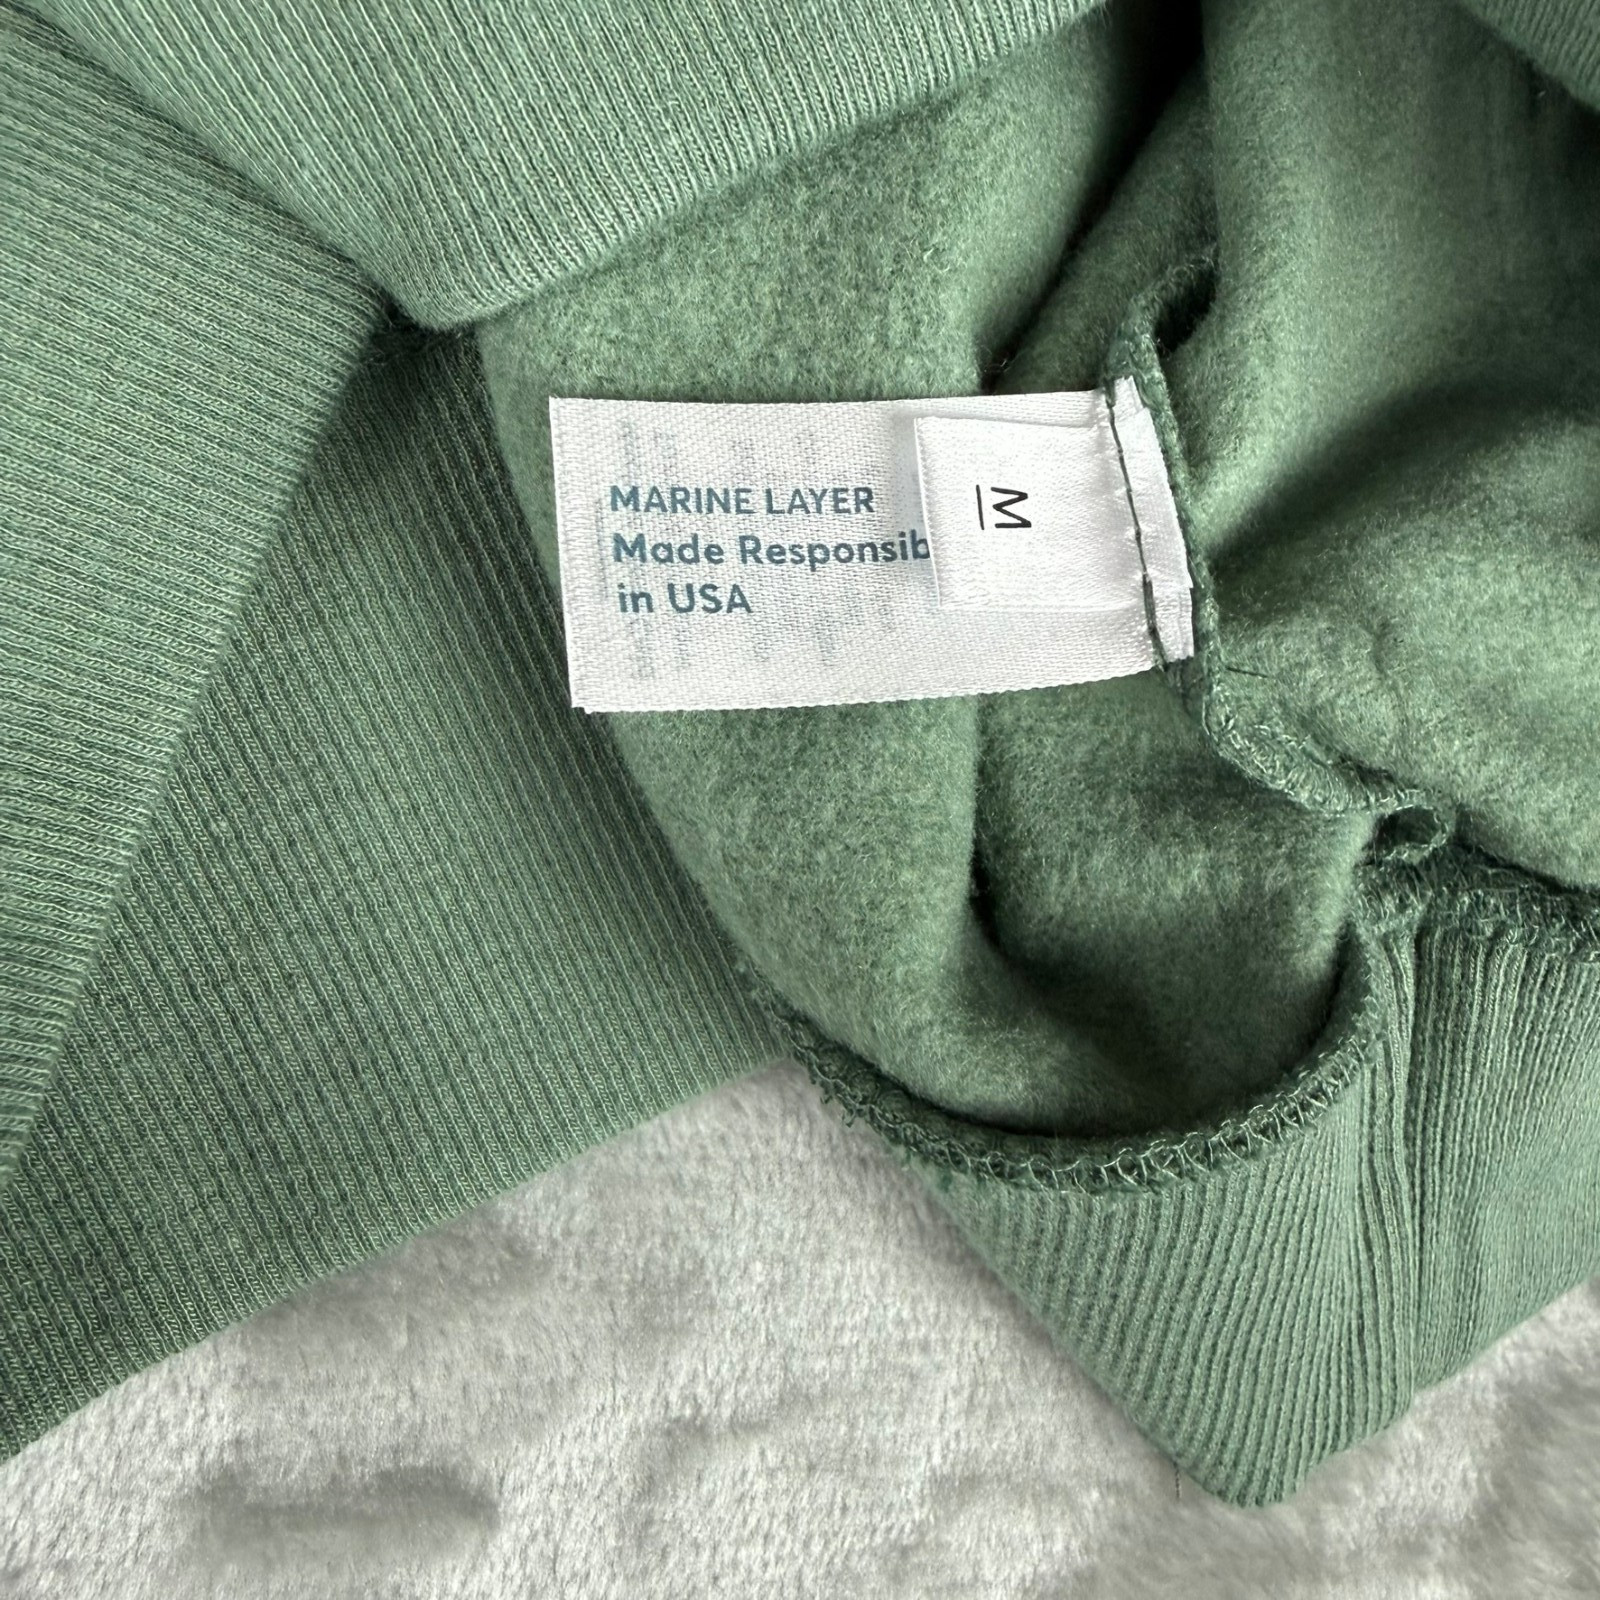 MARINE LAYER
Made Responsib
in USA
M